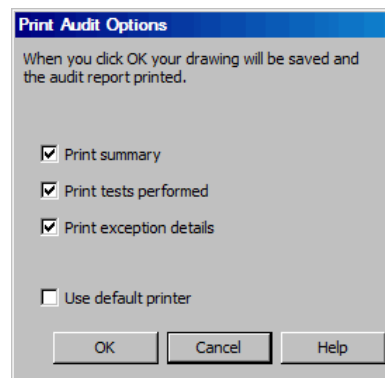 Print Audit Options
When you click OK your drawing will be saved and
the audit report printed.
Print summary
Print tests performed
Print exception details
Use default printer
OK Cancel Help